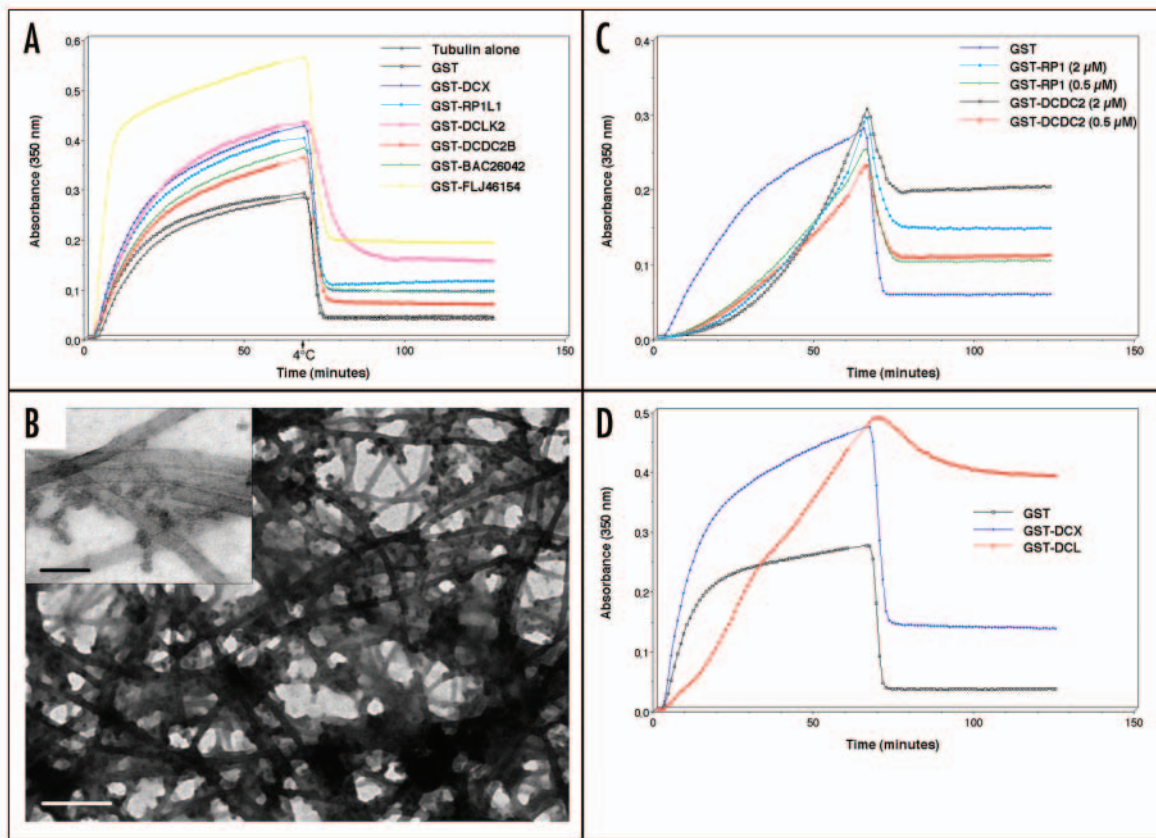 A
Absorbance (350 nm)
0,6
0,5
0,4
0,3
0,2
0,1
0,0
0
50
100
150
4°C
Time (minutes)
Tubulin alone
GST
GST-DCX
GST-RP1L1
GST-DCLK2
GST-DCDC2B
GST-BAC26042
GST-FLJ46154
C
Absorbance (350 nm)
0,4
0,3
0,2
0,1
0,0
0
50
100
150
Time (minutes)
GST
GST-RP1 (2 µM)
GST-RP1 (0.5 µM)
GST-DCDC2 (2 µM)
GST-DCDC2 (0.5 µM)
B
D
Absorbance (350 nm)
0,5
0,4
0,3
0,2
0,1
0,0
0
50
100
150
Time (minutes)
GST
GST-DCX
GST-DCL